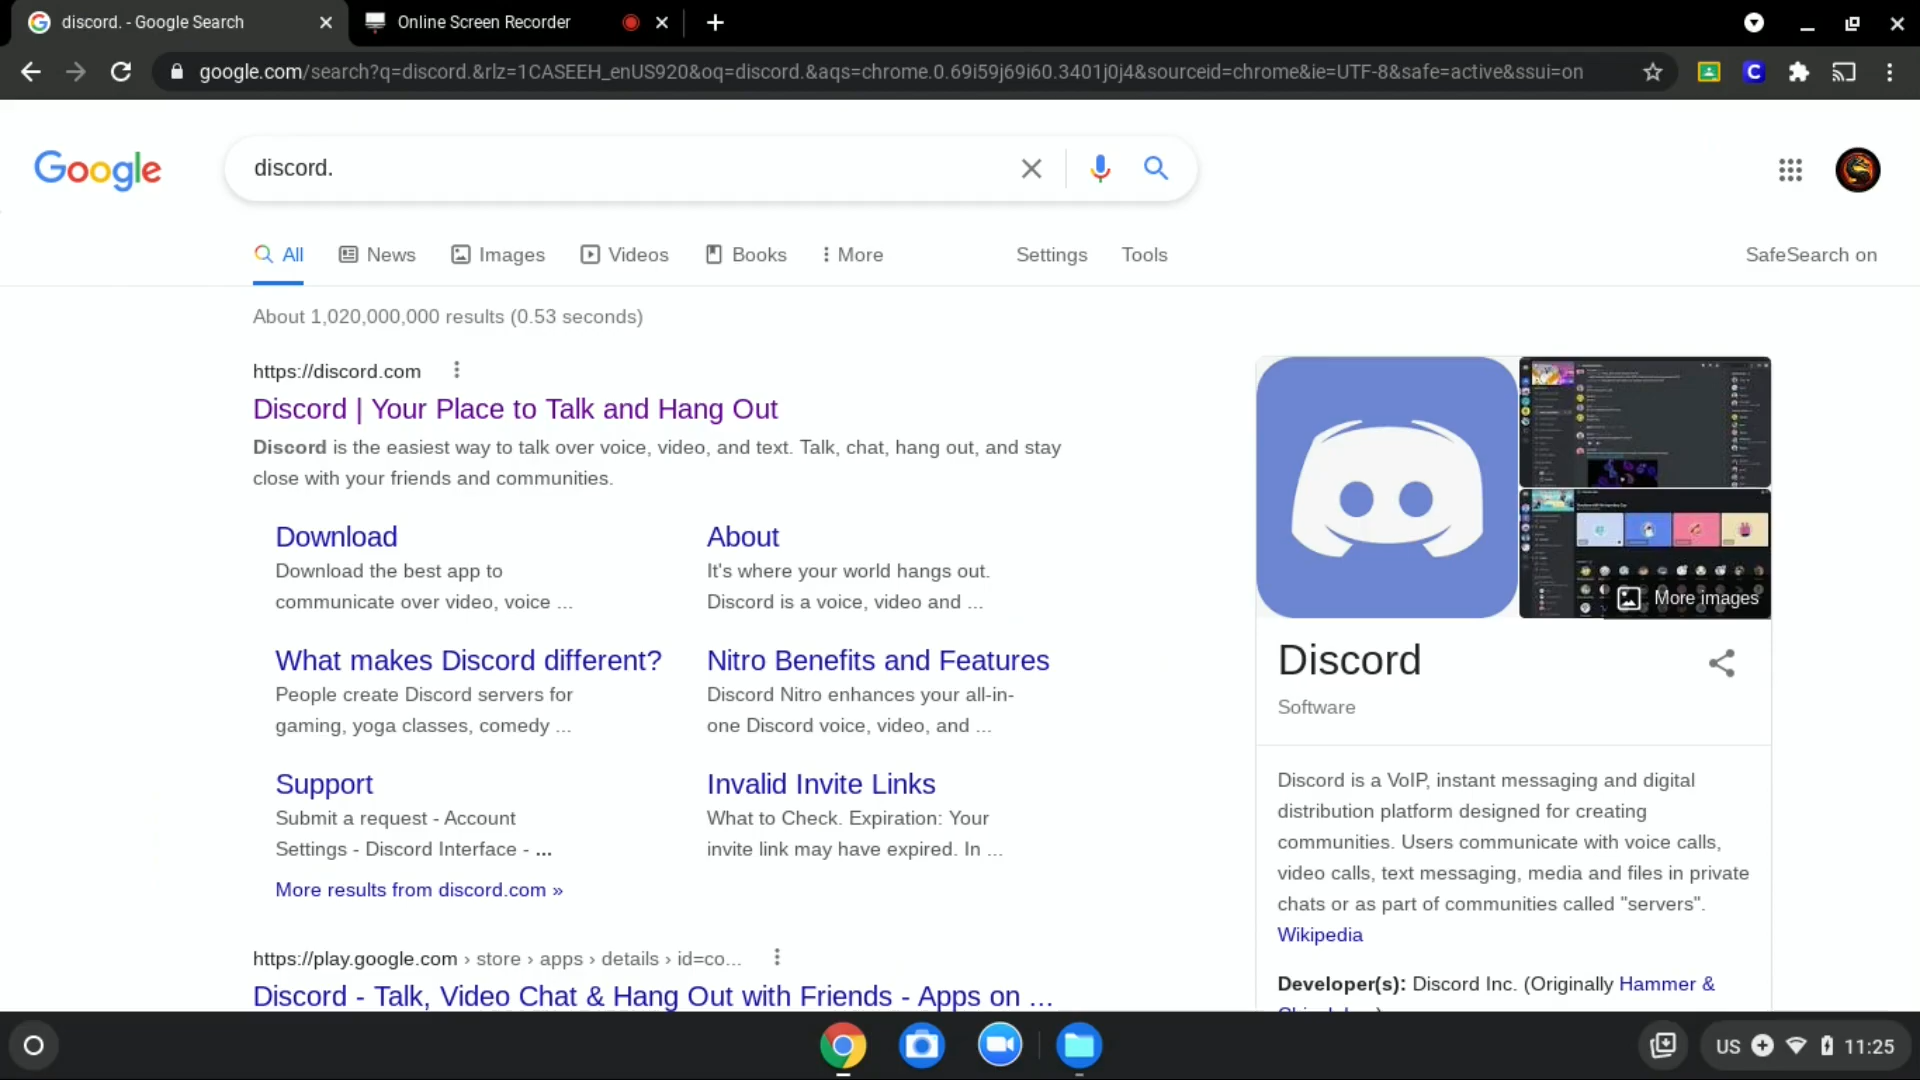 discord. - Google Search
Online Screen Recorder
google.com/search?q=discord.&rlz=1CASEEH_enUS920&oq=discord.&aqs=chrome.0.69i59j69i60.3401j0j4&sourceid=chrome&ie=UTF-8&safe=active&ssui=on
C
Google
discord.
All
News
Images
Videos
Books
More
Settings
Tools
SafeSearch on
About 1,020,000,000 results (0.53 seconds)
https://discord.com
Discord | Your Place to Talk and Hang Out
Discord is the easiest way to talk over voice, video, and text. Talk, chat, hang out, and stay
close with your friends and communities.
Download
Download the best app to
communicate over video, voice ...
About
It's where your world hangs out.
Discord is a voice, video and ...
What makes Discord different?
People create Discord servers for
gaming, yoga classes, comedy ...
Nitro Benefits and Features
Discord Nitro enhances your all-in-
one Discord voice, video, and ...
Support
Submit a request - Account
Settings - Discord Interface - ...
Invalid Invite Links
What to Check. Expiration: Your
invite link may have expired. In ...
More results from discord.com »
https://play.google.com › store › apps › details › id=co...
Discord - Talk, Video Chat & Hang Out with Friends - Apps on ...
More images
Discord
Software
Discord is a VoIP, instant messaging and digital
distribution platform designed for creating
communities. Users communicate with voice calls,
video calls, text messaging, media and files in private
chats or as part of communities called "servers".
Wikipedia
Developer(s): Discord Inc. (Originally Hammer &
US
11:25